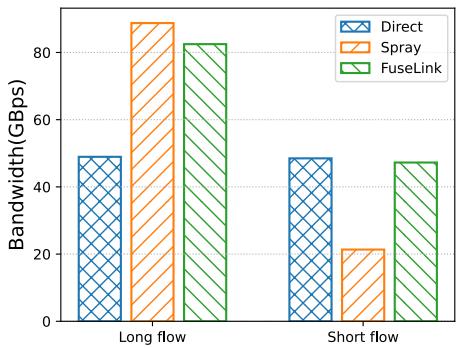 Bandwidth(GBps)
80
60
40
20
0
Direct
Spray
FuseLink
Long flow
Short flow